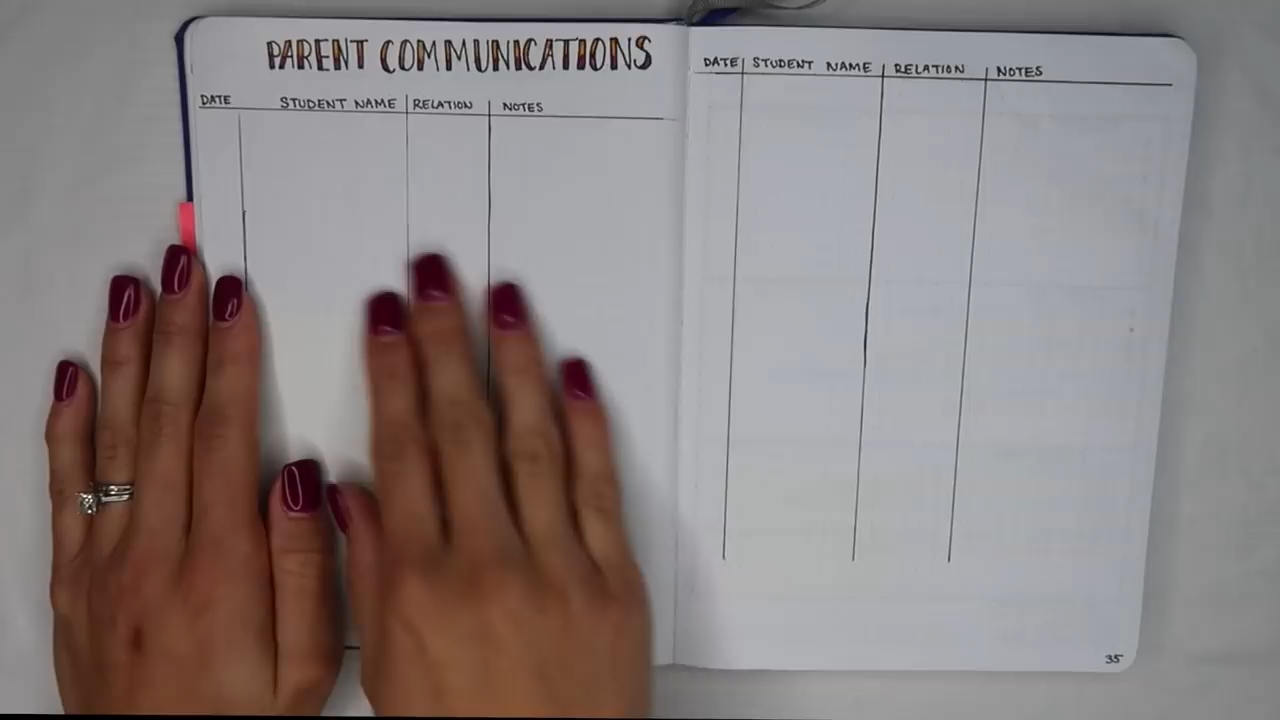 PARENT COMMUNICATIONS
DATE STUDENT NAME RELATION NOTES
DATE STUDENT NAME RELATION NOTES
35